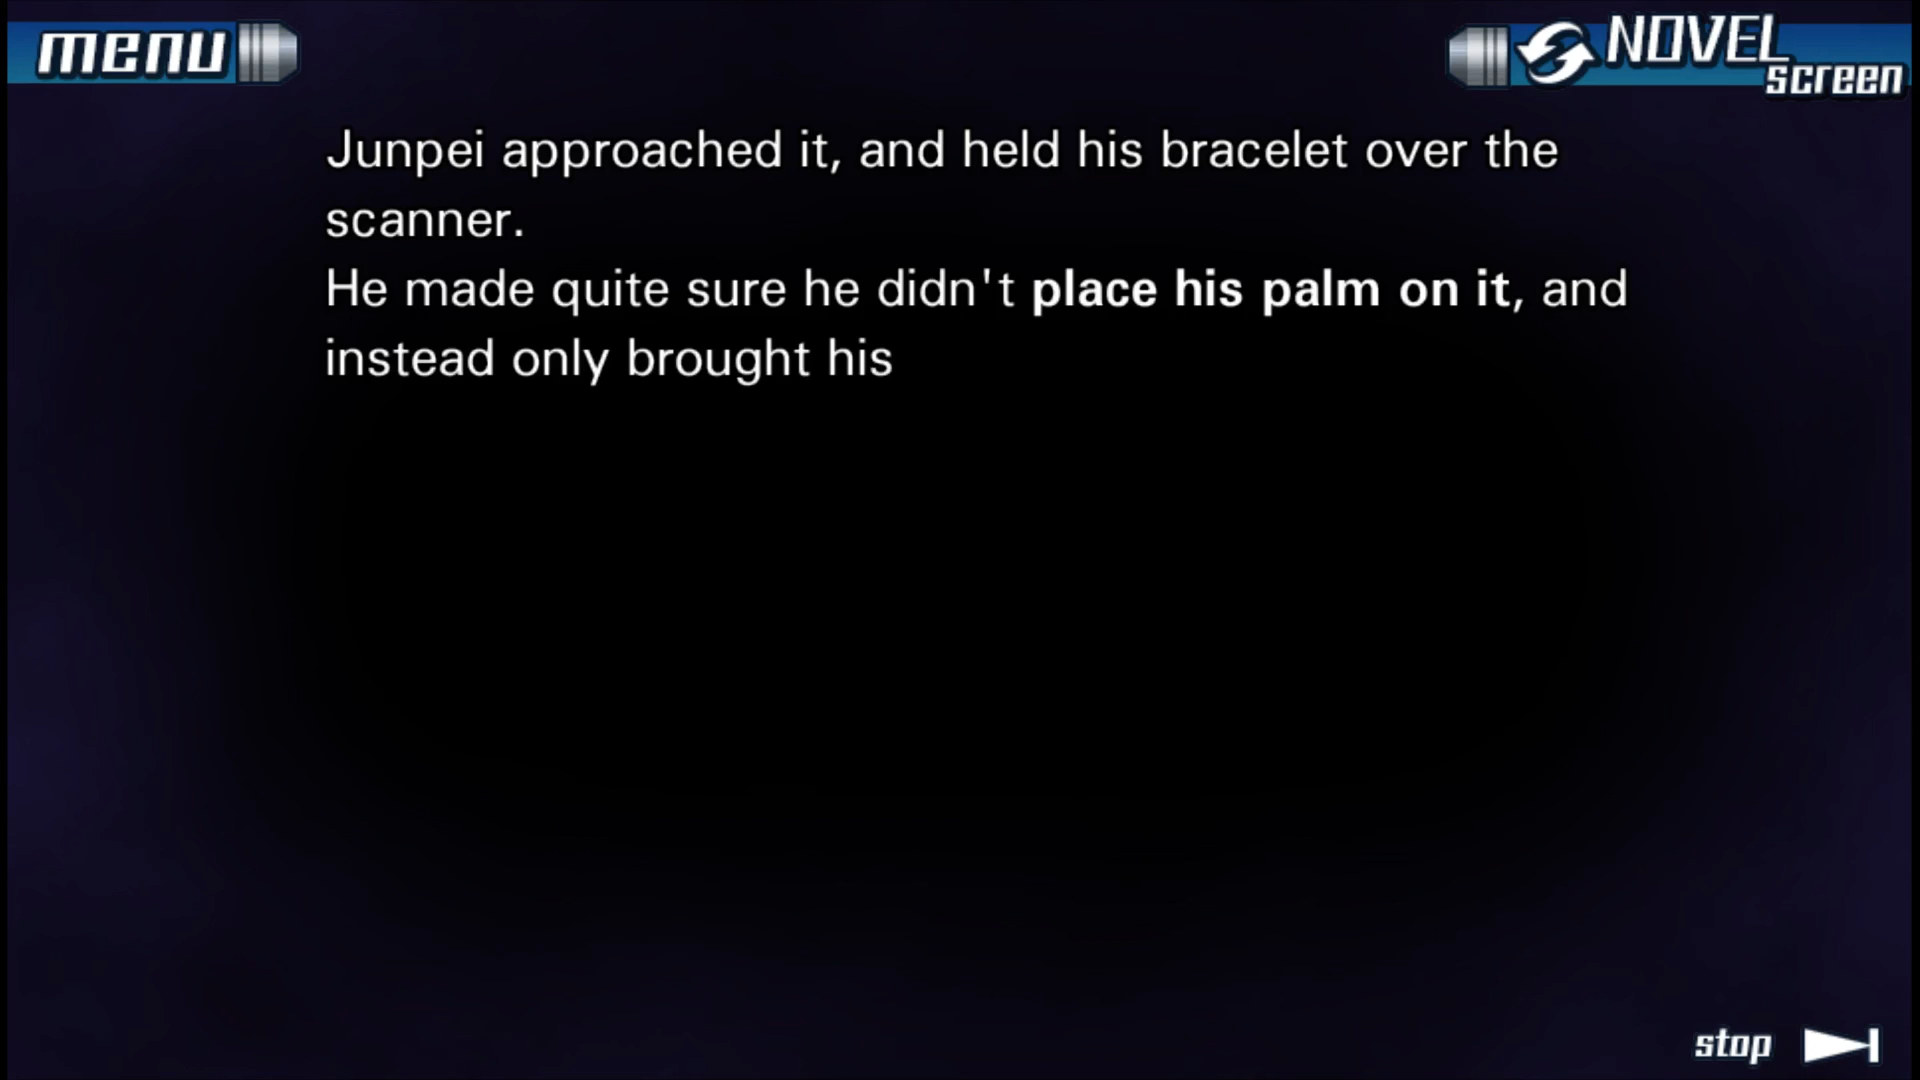 menu
NOVEL
screen
Junpei approached it, and held his bracelet over the
scanner.
He made quite sure he didn't place his palm on it, and
instead only brought his
stop